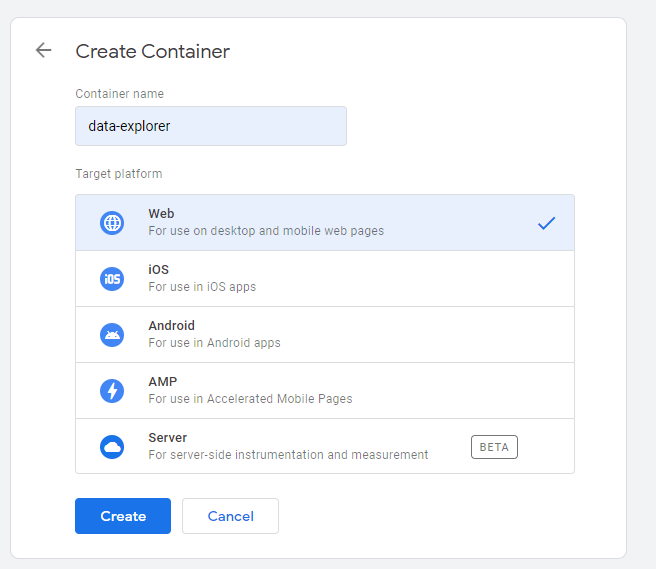 Create Container
Container name
data-explorer
Target platform
Web
For use on desktop and mobile web pages
iOS
iOS
For use in iOS apps
Android
For use in Android apps
AMP
For use in Accelerated Mobile Pages
Server
For server-side instrumentation and measurement
BETA
Create
Cancel